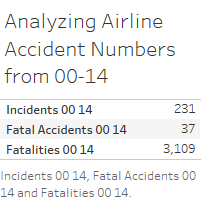 Analyzing Airline
Accident Numbers
from 00-14
Incidents 00 14 231
Fatal Accidents 00 14 37
Fatalities 00 14 3,109
Incidents 00 14, Fatal Accidents 00
14 and Fatalities 00 14.